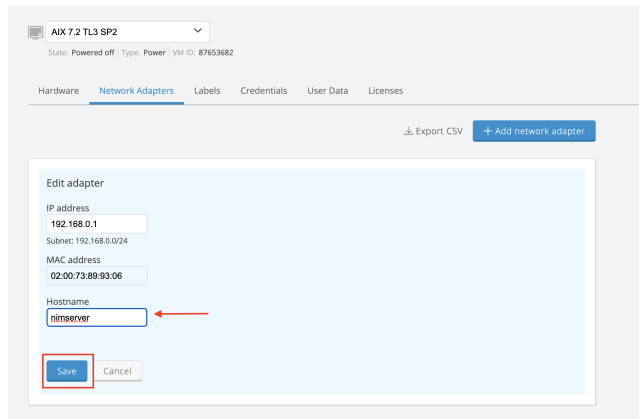 AIX 7.2 TL3 SP2
State: Powered off Type: Power VM ID: 87653682
Hardware Network Adapters Labels Credentials User Data Licenses
Export CSV + Add network adapter
Edit adapter
IP address
192.168.0.1
Subnet: 192.168.0.0/24
MAC address
02:00:73:89:93:06
Hostname
nimserver
Save Cancel